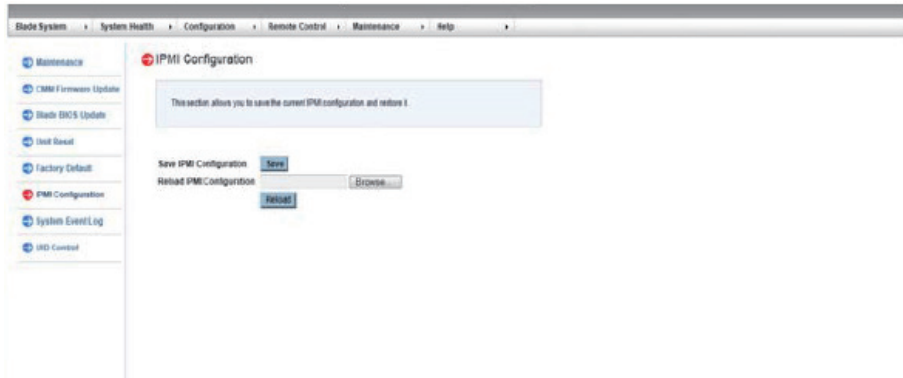 Blade System System Health Configuration Remote Control Maintenance Help
Maintenance
CMM Firmware Update
Blade BIOS Update
Unit Reset
Factory Default
IPMI Configuration
System Event Log
UID Control
IPMI Configuration
This section allows you to save the current IPMI configuration and restore it.
Save IPMI Configuration Save
Reload IPMI Configuration Browse...
Reload